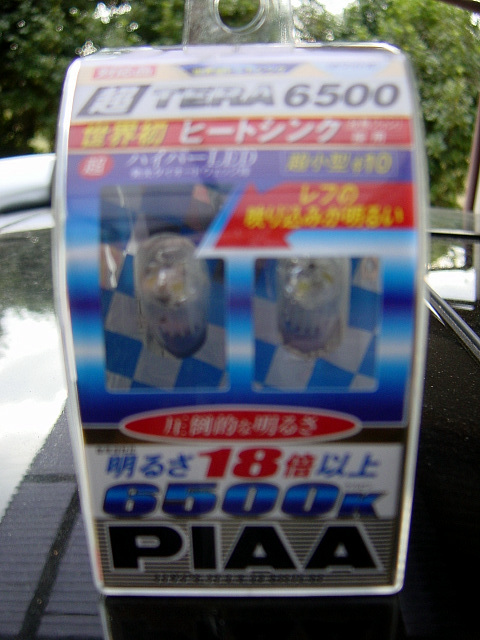 超 TERA 6500
世界初 ヒートシンク
超 ハイパーLED 超小型 φ10
レフの
映り込みが明るい
圧倒的な明るさ
明るさ18倍以上
6500K
PIAA